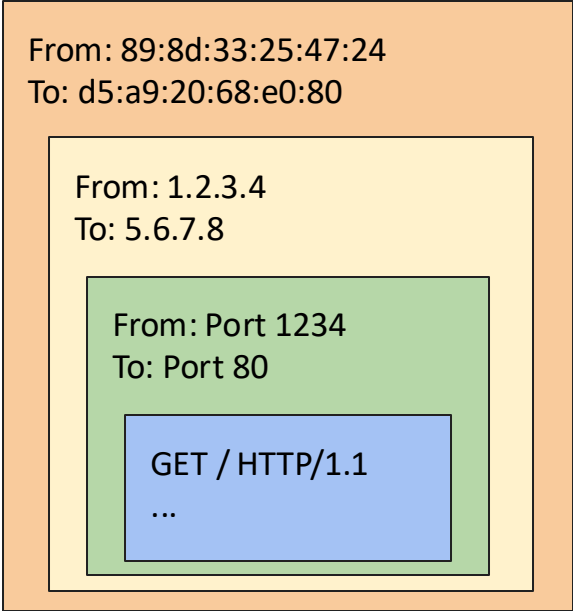 From: 89:8d:33:25:47:24
To: d5:a9:20:68:e0:80
From: 1.2.3.4
To: 5.6.7.8
From: Port 1234
To: Port 80
GET / HTTP/1.1
...